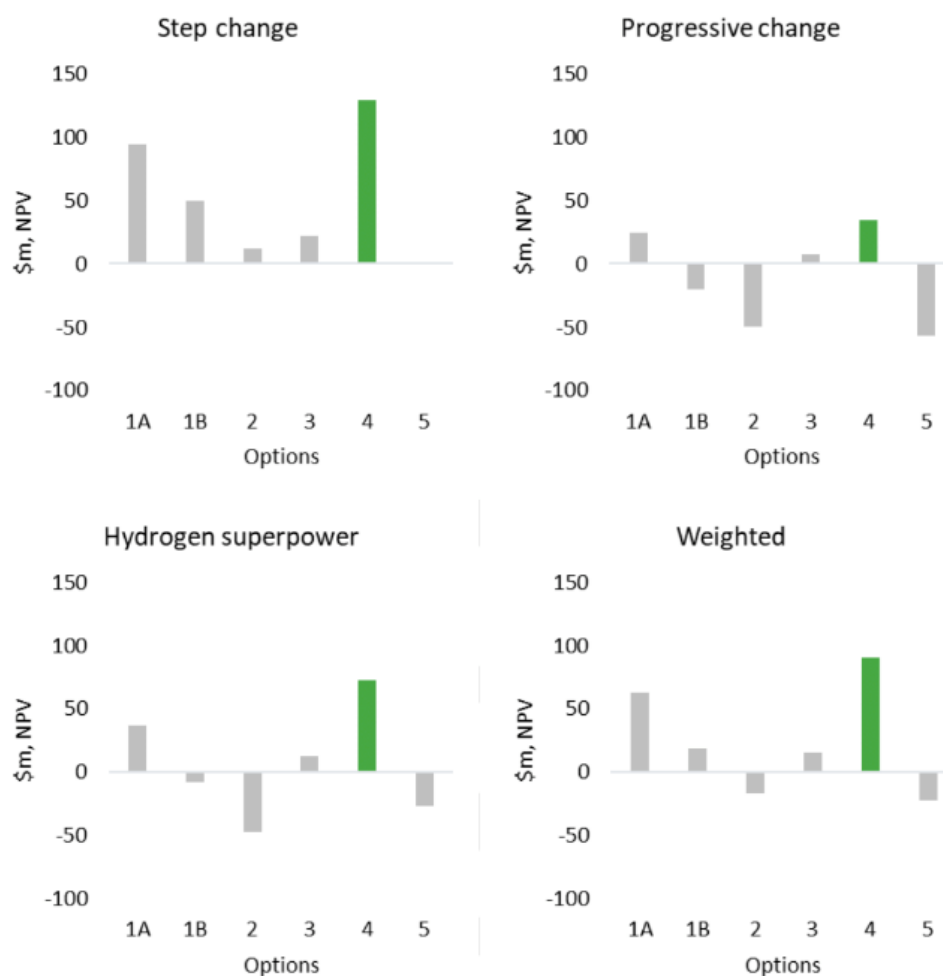 Step change
150
100
50
0
-50
-100
$m, NPV
1A 1B 2 3 4 5
Options
Progressive change
150
100
50
0
-50
-100
$m, NPV
1A 1B 2 3 4 5
Options
Hydrogen superpower
150
100
50
0
-50
-100
$m, NPV
1A 1B 2 3 4 5
Options
Weighted
150
100
50
0
-50
-100
$m, NPV
1A 1B 2 3 4 5
Options